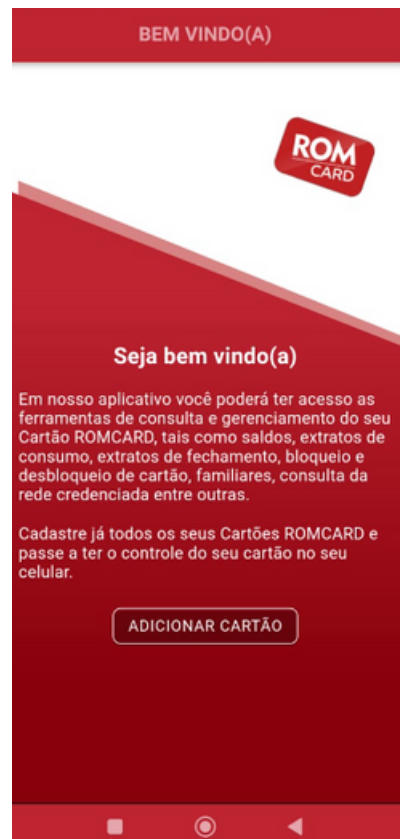 BEM VINDO(A)
ROM
CARD
Seja bem vindo(a)
Em nosso aplicativo você poderá ter acesso as
ferramentas de consulta e gerenciamento do seu
Cartão ROMCARD, tais como saldos, extratos de
consumo, extratos de fechamento, bloqueio e
desbloqueio de cartão, familiares, consulta da
rede credenciada entre outras.
Cadastre já todos os seus Cartões ROMCARD e
passe a ter o controle do seu cartão no seu
celular.
ADICIONAR CARTÃO